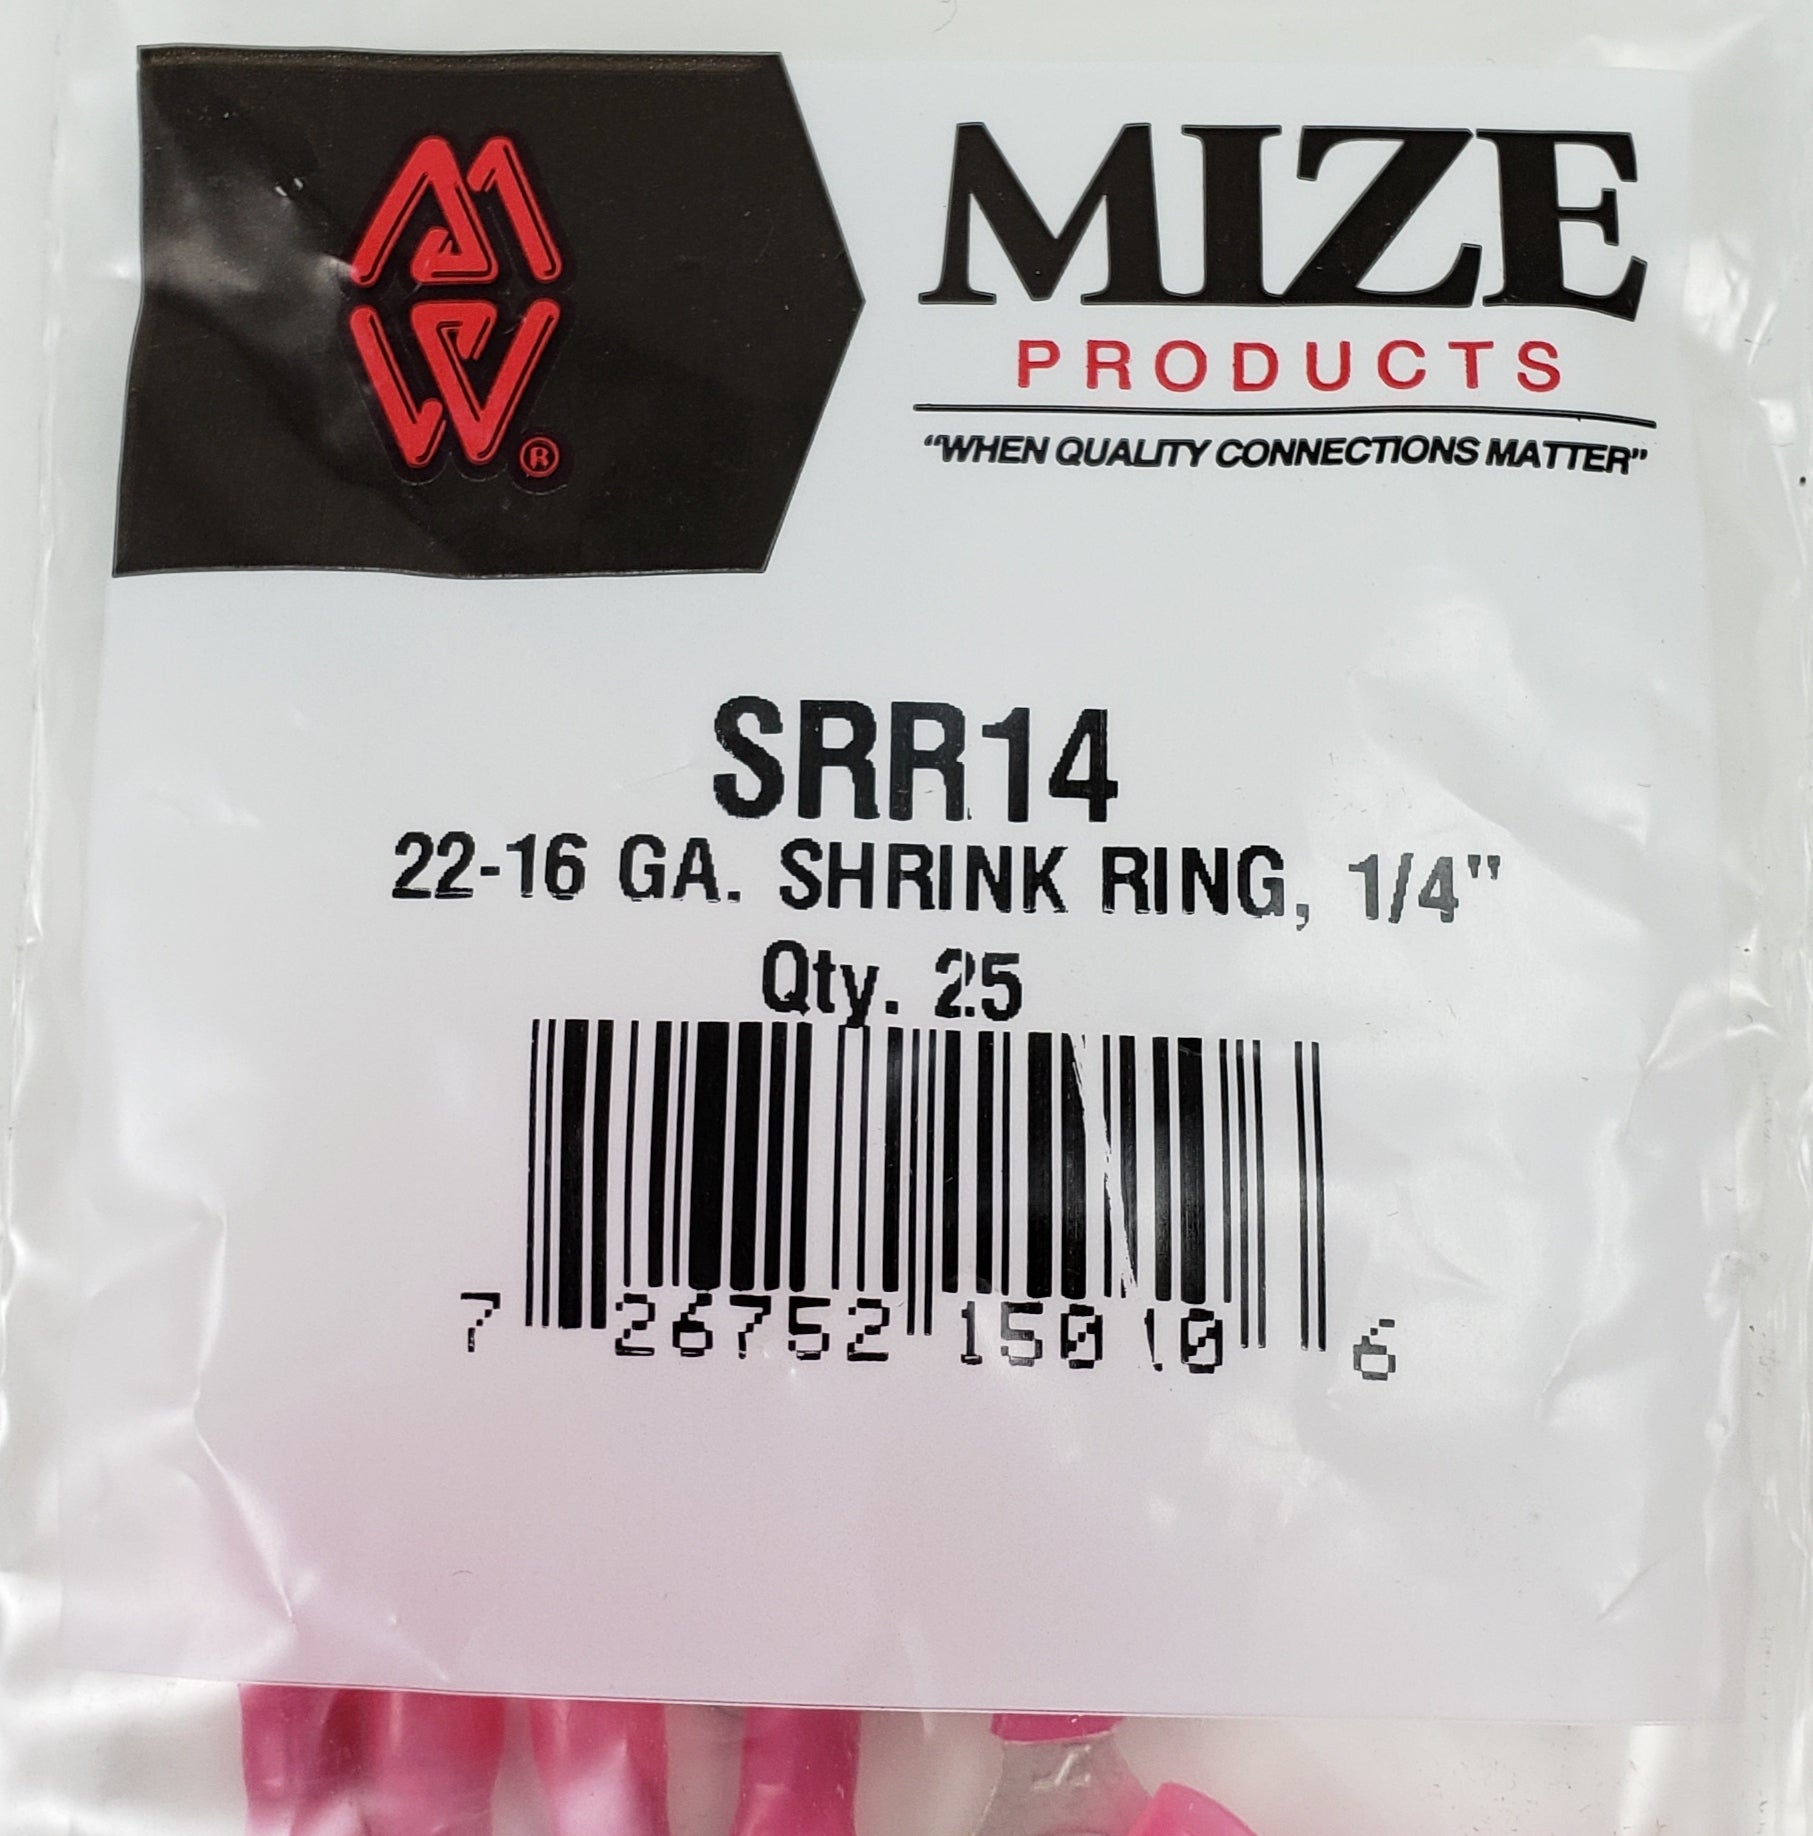 MIZE
PRODUCTS
"WHEN QUALITY CONNECTIONS MATTER"
®
SRR14
22-16 GA. SHRINK RING, 1/4"
Qty. 25
7 26752 15010 6